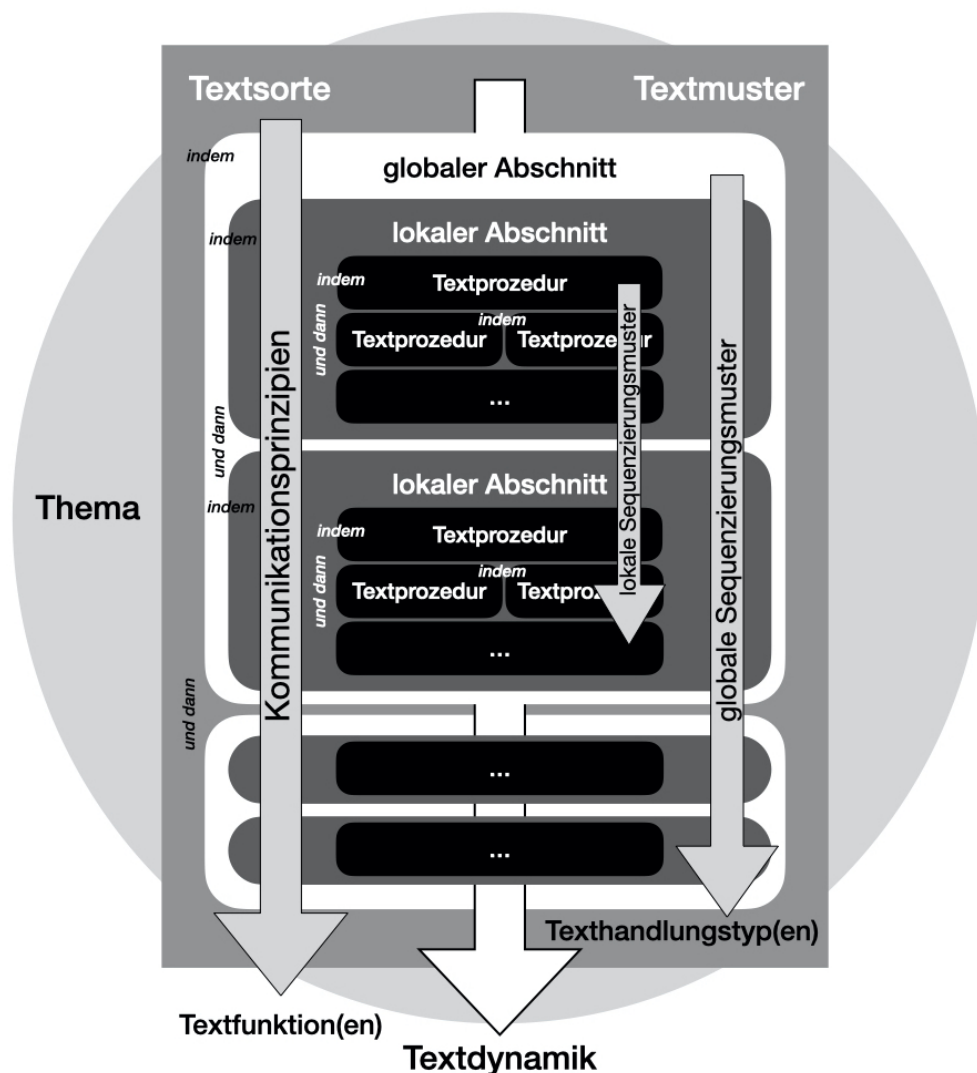 Textsorte
Textmuster
indem
globaler Abschnitt
indem
lokaler Abschnitt
indem
Textprozedur
indem
und dann
Textprozedur
Textprozedur
...
lokale Sequenzierungsmuster
globale Sequenzierungsmuster
Kommunikationsprinzipien
und dann
Thema
lokaler Abschnitt
indem
indem
Textprozedur
indem
und dann
Textprozedur
Textproz
...
und dann
...
...
Texthandlungstyp(en)
Textfunktion(en)
Textdynamik